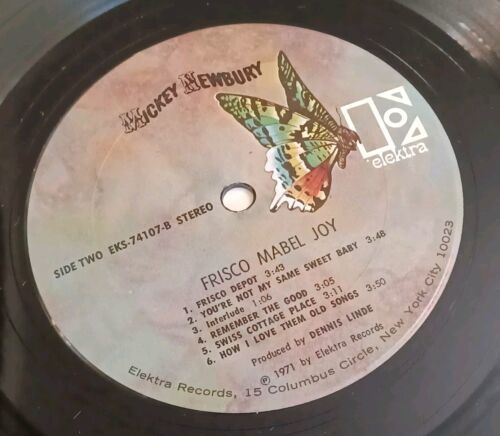 MICKEY NEWBURY
elektra
SIDE TWO EKS-74107-B STEREO
FRISCO MABEL JOY
1. FRISCO DEPOT 3:43
2. YOU'RE NOT MY SAME SWEET BABY 3:48
3. Interlude 1:06
4. REMEMBER THE GOOD 3:05
5. SWISS COTTAGE PLACE 3:11
6. HOW I LOVE THEM OLD SONGS 3:50
Produced by DENNIS LINDE
℗ 1971 by Elektra Records
Elektra Records, 15 Columbus Circle, New York City 10023